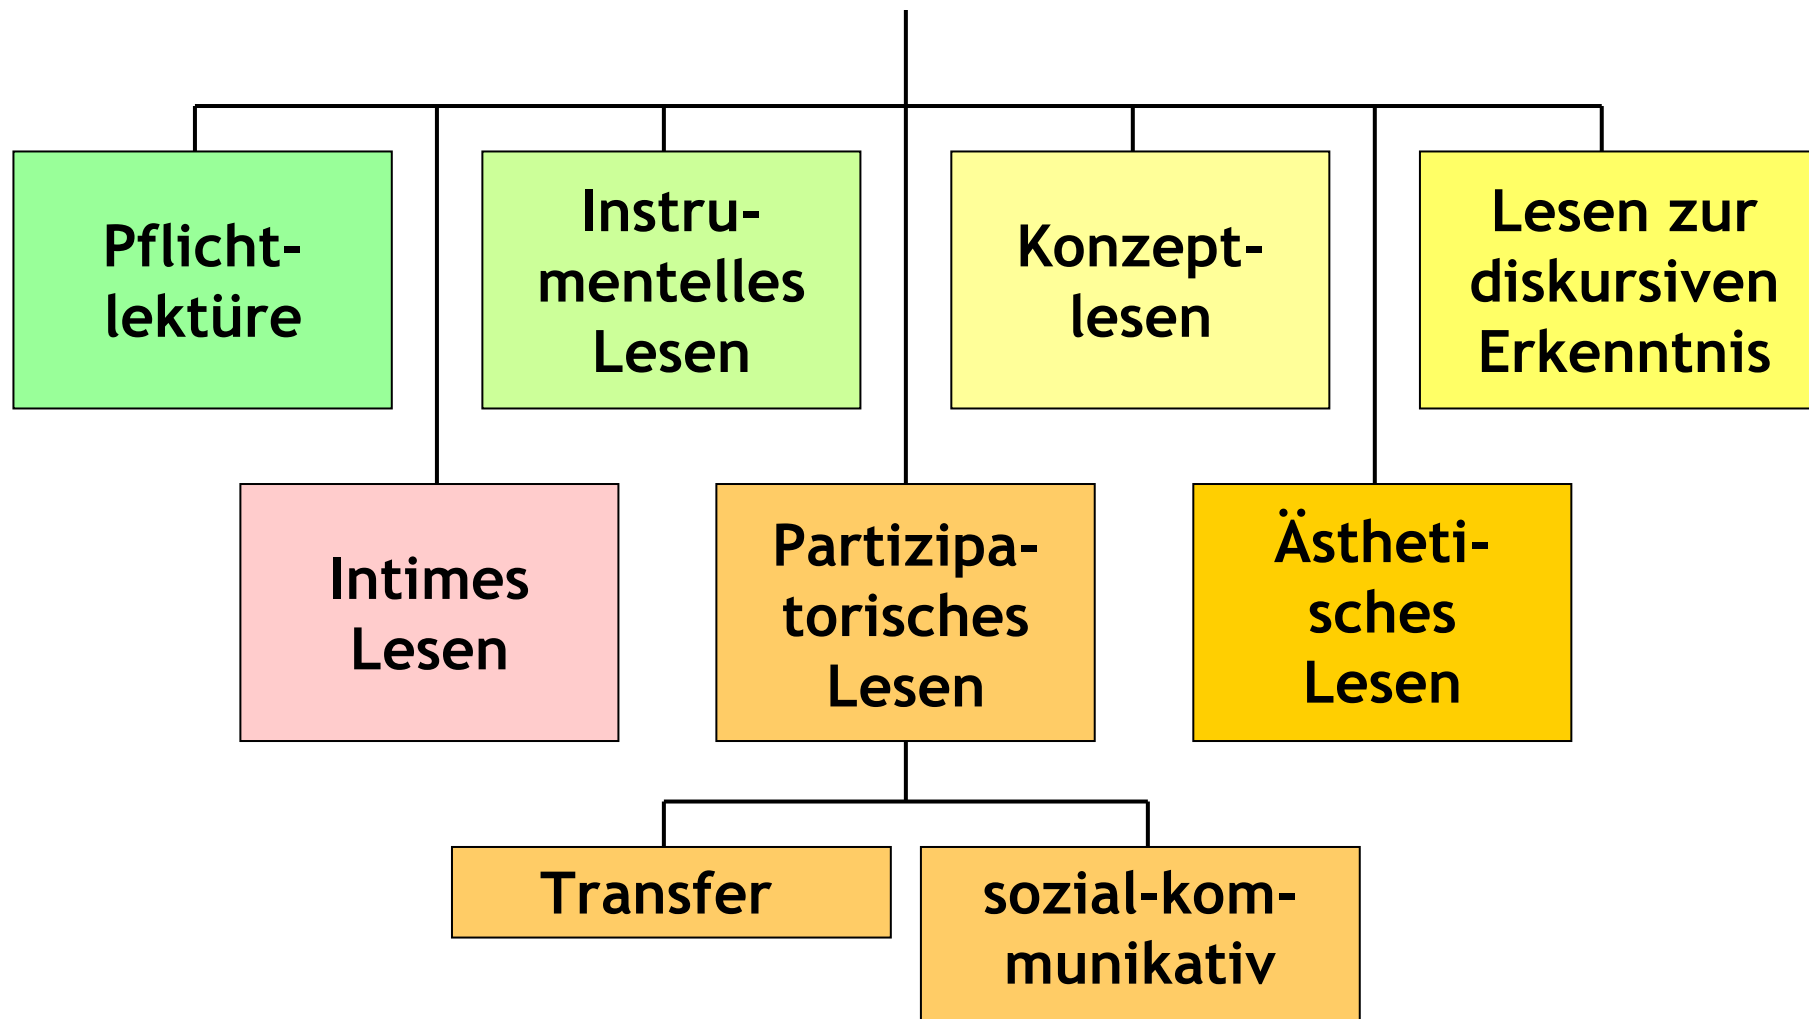 Pflicht-
lektüre
Instru-
mentelles
Lesen
Konzept-
lesen
Lesen zur
diskursiven
Erkenntnis
Intimes
Lesen
Partizipa-
torisches
Lesen
Ästheti-
sches
Lesen
Transfer
sozial-kom-
munikativ